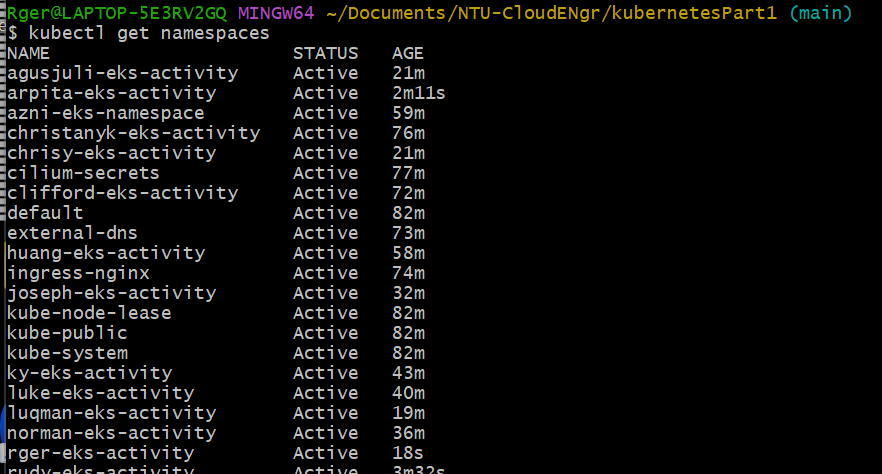 Rger@LAPTOP-5E3RV2GQ MINGW64 ~/Documents/NTU-CloudENgr/kubernetesPart1 (main)
$ kubectl get namespaces
NAME STATUS AGE
agusjuli-eks-activity Active 21m
arpita-eks-activity Active 2m11s
azni-eks-namespace Active 59m
christanyk-eks-activity Active 76m
chrisy-eks-activity Active 21m
cilium-secrets Active 77m
clifford-eks-activity Active 72m
default Active 82m
external-dns Active 73m
huang-eks-activity Active 58m
ingress-nginx Active 74m
joseph-eks-activity Active 32m
kube-node-lease Active 82m
kube-public Active 82m
kube-system Active 82m
ky-eks-activity Active 43m
luke-eks-activity Active 40m
luqman-eks-activity Active 19m
norman-eks-activity Active 36m
rger-eks-activity Active 18s
rudy-eks-activity Active 3m32s